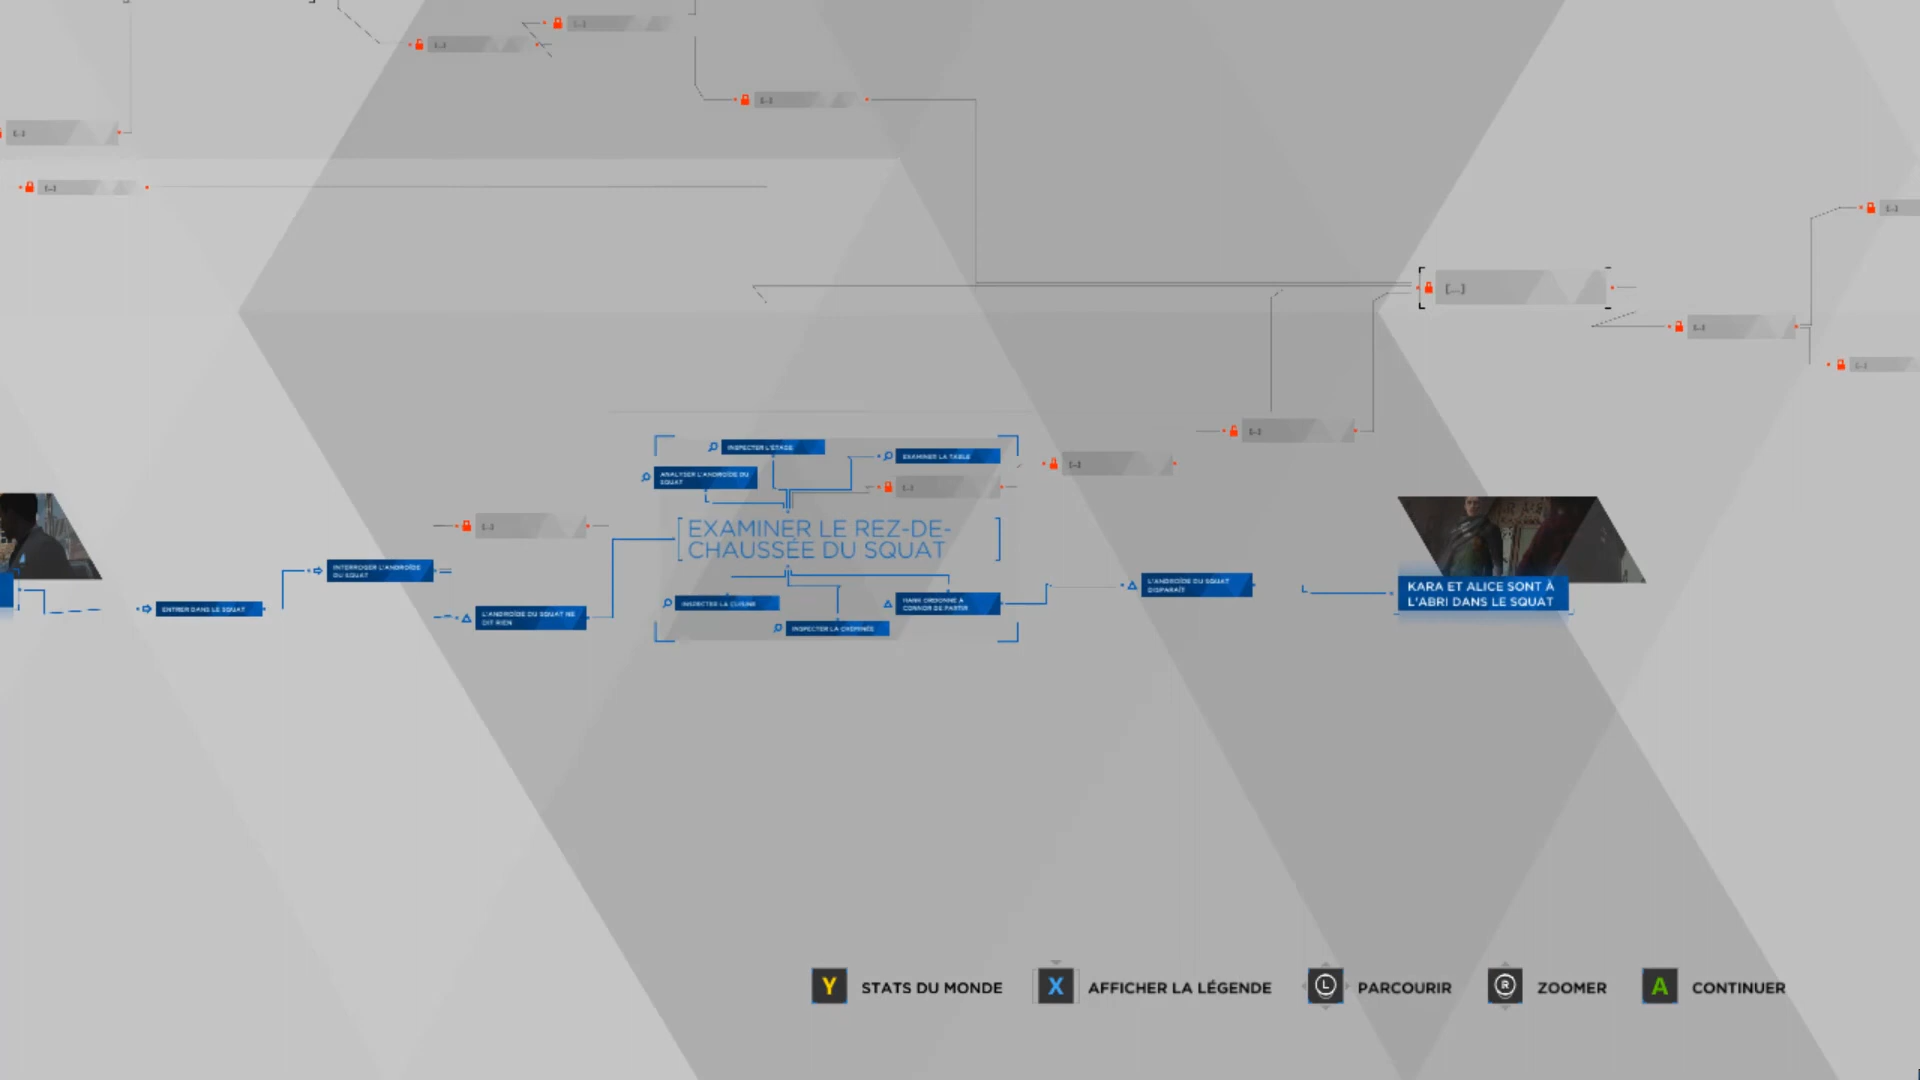 [...]
[...]
[...]
[...]
[...]
[...]
[...]
[...]
[...]
[...]
INSPECTER L'ÉTAGE
EXAMINER LA TABLE
[...]
ANALYSER L'ANDROÏDE DU
SQUAT
[...]
[...]
EXAMINER LE REZ-DE-
CHAUSSÉE DU SQUAT
INTERROGER L'ANDROÏDE
DU SQUAT
L'ANDROÏDE DU SQUAT
DISPARAÎT
KARA ET ALICE SONT À
L'ABRI DANS LE SQUAT
ENTRER DANS LE SQUAT
L'ANDROÏDE DU SQUAT NE
DIT RIEN
INSPECTER LA CUISINE
HANK ORDONNE À
CONNOR DE PARTIR
INSPECTER LA CHEMINÉE
Y STATS DU MONDE
X AFFICHER LA LÉGENDE
L PARCOURIR
R ZOOMER
A CONTINUER